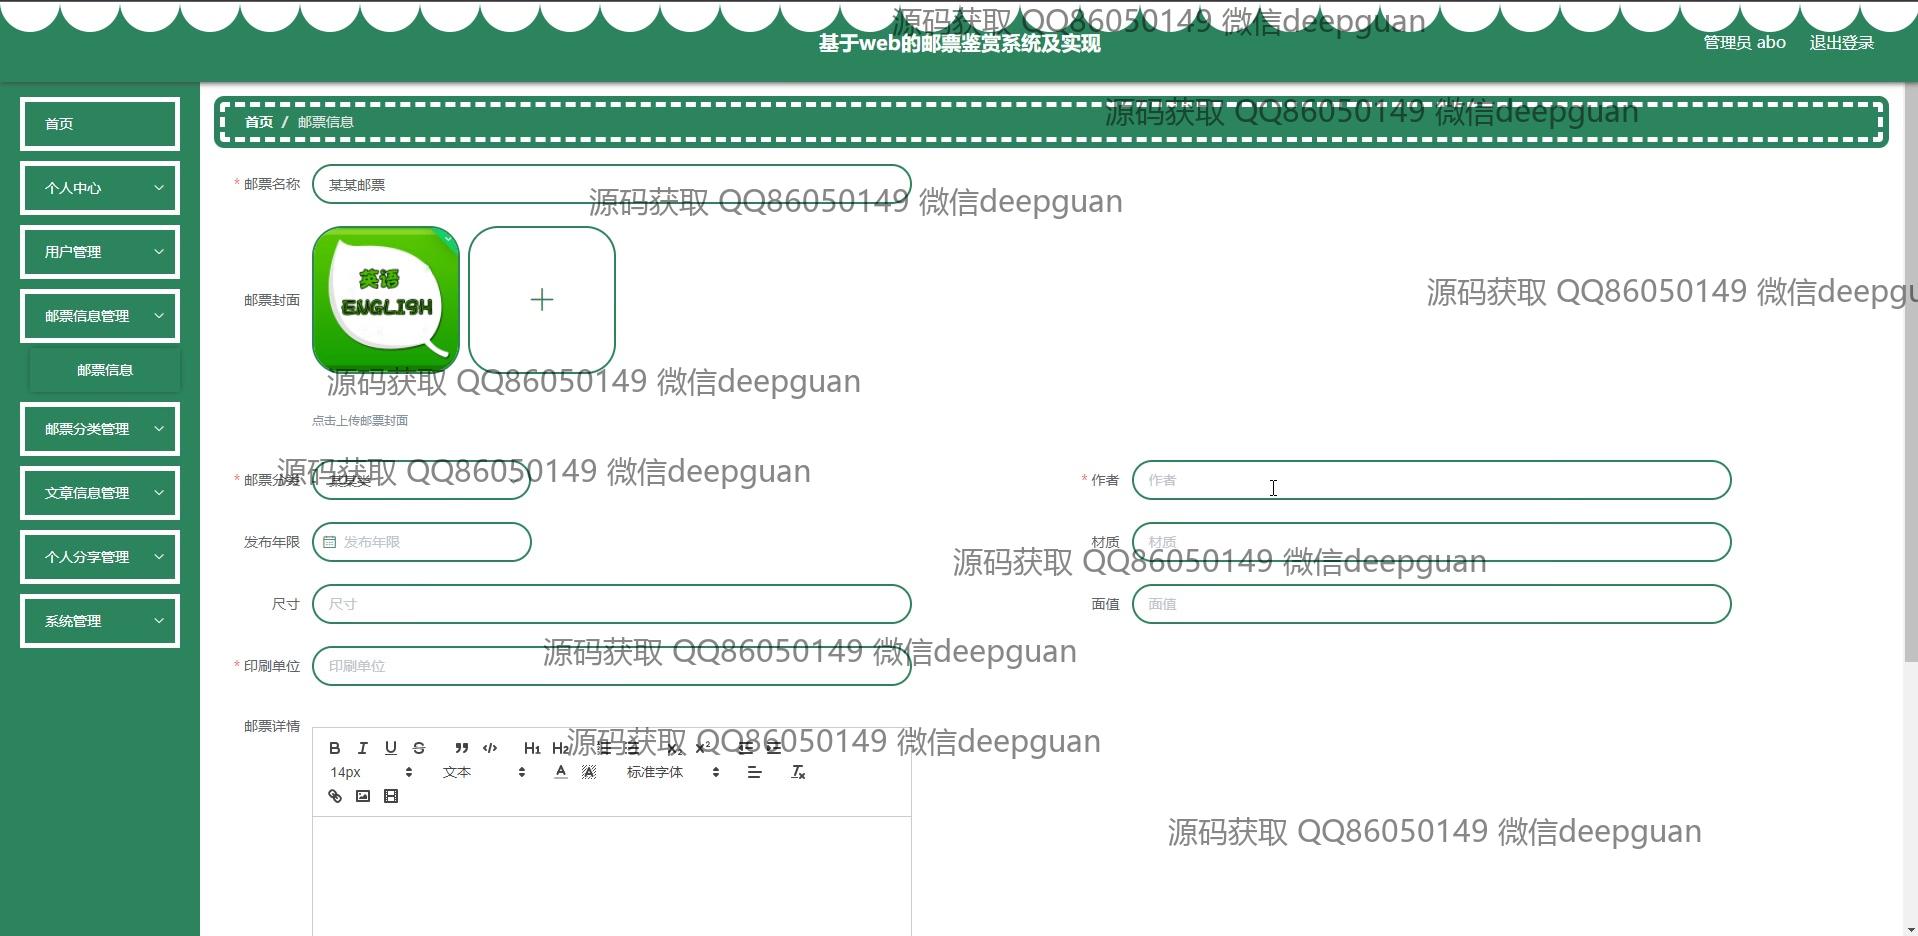 源码获取 QQ86050149 微信deepguan
基于web的邮票鉴赏系统及实现
管理员 abo
退出登录
首页
个人中心
用户管理
邮票信息管理
邮票信息
邮票分类管理
文章信息管理
个人分享管理
系统管理
首页 / 邮票信息
源码获取 QQ86050149 微信deepguan
* 邮票名称
某某邮票
源码获取 QQ86050149 微信deepguan
邮票封面
英语
ENGLISH
源码获取 QQ86050149 微信deepgu
源码获取 QQ86050149 微信deepguan
点击上传邮票封面
源码获取 QQ86050149 微信deepguan
* 邮票分类
某某类
* 作者
作者
发布年限
发布年限
材质
材质
源码获取 QQ86050149 微信deepguan
尺寸
尺寸
面值
面值
源码获取 QQ86050149 微信deepguan
* 印刷单位
印刷单位
邮票详情
源码获取 QQ86050149 微信deepguan
B I U S H1 H2 x2 x2
14px 文本 A A 标准字体 Tx
源码获取 QQ86050149 微信deepguan